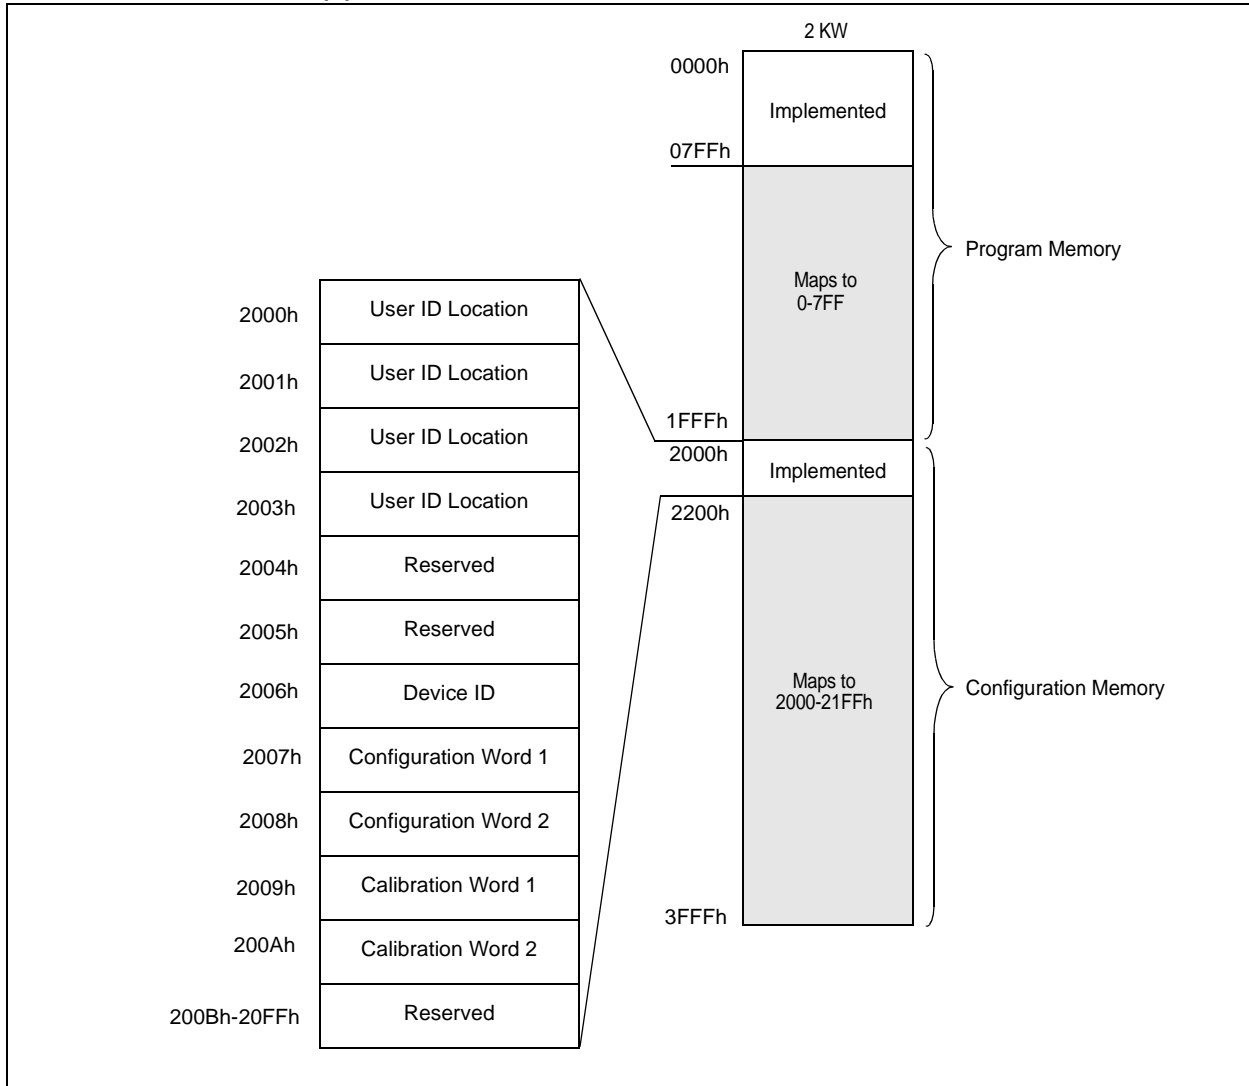 2 KW
0000h
Implemented
07FFh
Maps to
0-7FF
Program Memory
1FFFh
2000h
Implemented
2200h
Maps to
2000-21FFh
Configuration Memory
3FFFh
2000h User ID Location
2001h User ID Location
2002h User ID Location
2003h User ID Location
2004h Reserved
2005h Reserved
2006h Device ID
2007h Configuration Word 1
2008h Configuration Word 2
2009h Calibration Word 1
200Ah Calibration Word 2
200Bh-20FFh Reserved